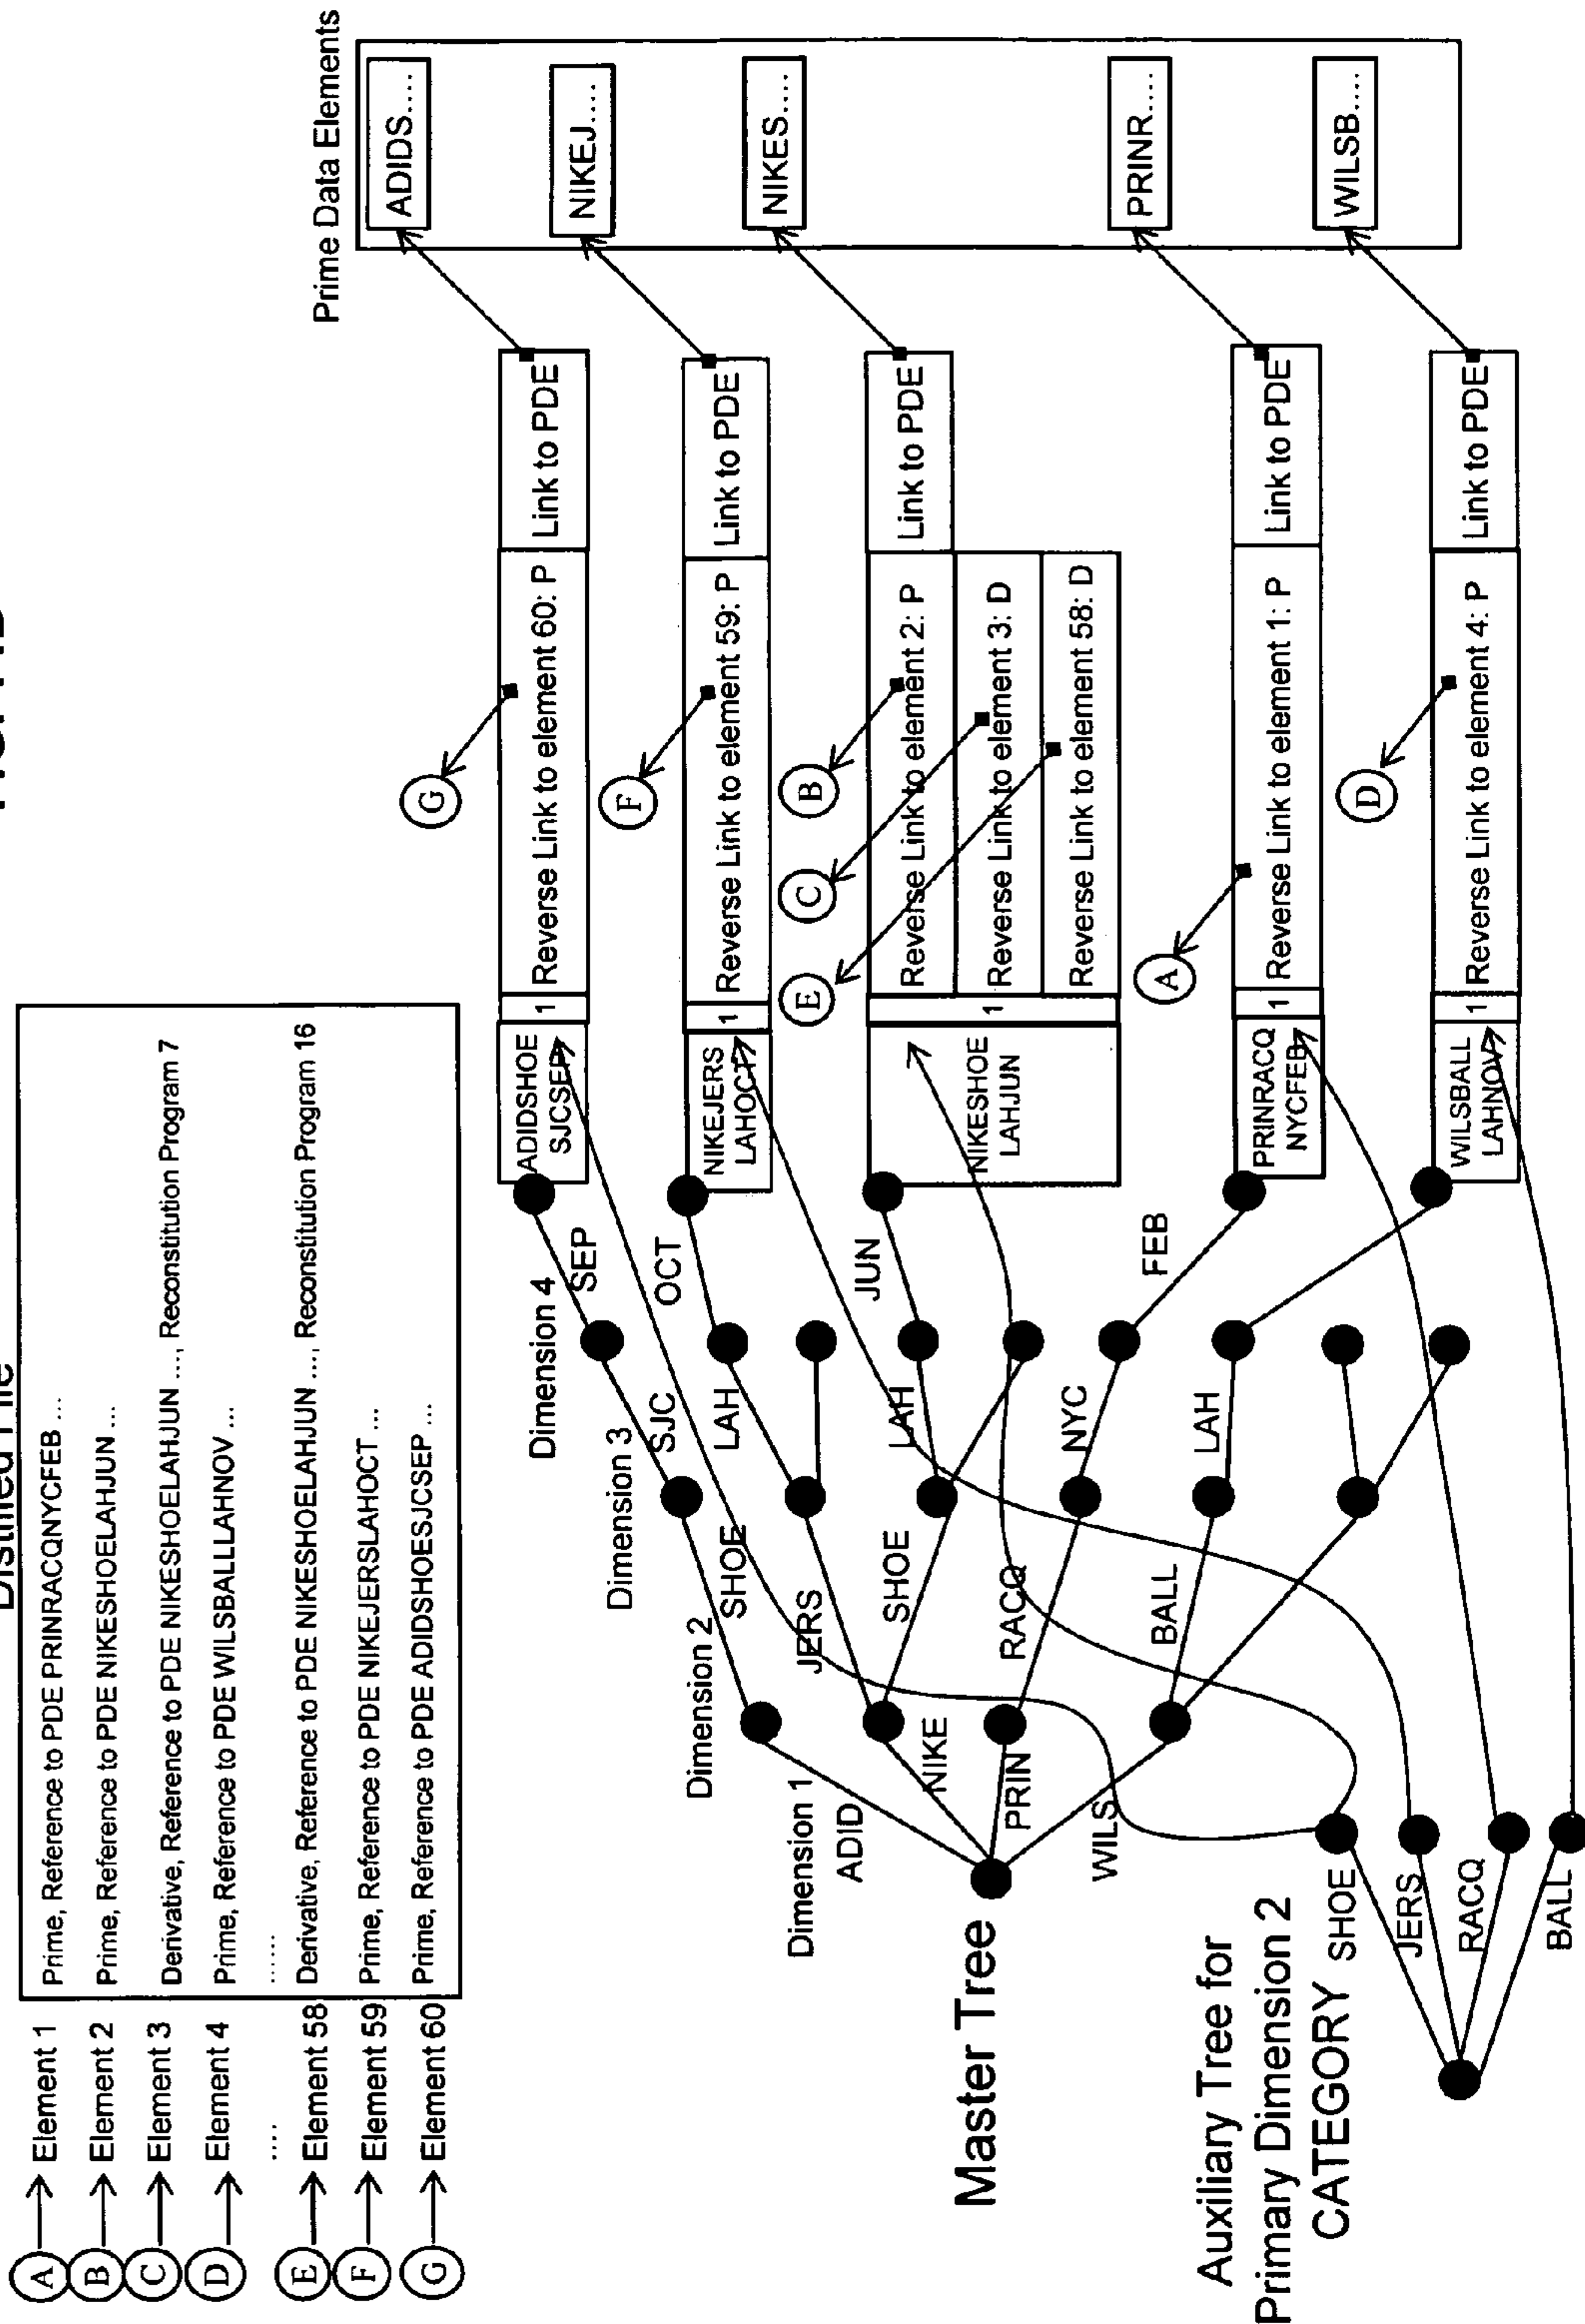 Distilled File
A Element 1 Prime, Reference to PDE PRINRACQNYCFEB ...
B Element 2 Prime, Reference to PDE NIKESHOELAHJUN...
C Element 3 Derivative, Reference to PDE NIKESHOELAHJUN ..., Reconstitution Program 7
D Element 4 Prime, Reference to PDE WILSBALLLAHNOV ...
.... ......
E Element 58 Derivative, Reference to PDE NIKESHOELAHJUN ..., Reconstitution Program 16
F Element 59 Prime, Reference to PDE NIKEJERSLAHOCT ...
G Element 60 Prime, Reference to PDE ADIDSHOESJCSEP ...
Prime Data Elements
ADIDS....
NIKEJ....
NIKES....
PRINR....
WILSB....
G
ADIDSHOE
SJCSEP
1
Reverse Link to element 60: P
Link to PDE
F
NIKEJERS
LAHOCT
1
Reverse Link to element 59: P
Link to PDE
B
C
E
NIKESHOE
LAHJUN
1
Reverse Link to element 2: P
Reverse Link to element 3: D
Reverse Link to element 58: D
Link to PDE
A
PRINRACQ
NYCFEB
1
Reverse Link to element 1: P
Link to PDE
D
WILSBALL
LAHNOV
1
Reverse Link to element 4: P
Link to PDE
Dimension 4
SEP
OCT
JUN
FEB
Dimension 3
SJC
LAH
LAH
NYC
LAH
Dimension 2
SHOE
JERS
SHOE
RACQ
BALL
Dimension 1
ADID
NIKE
PRIN
WILS
Master Tree
Auxiliary Tree for
Primary Dimension 2
CATEGORY
SHOE
JERS
RACQ
BALL